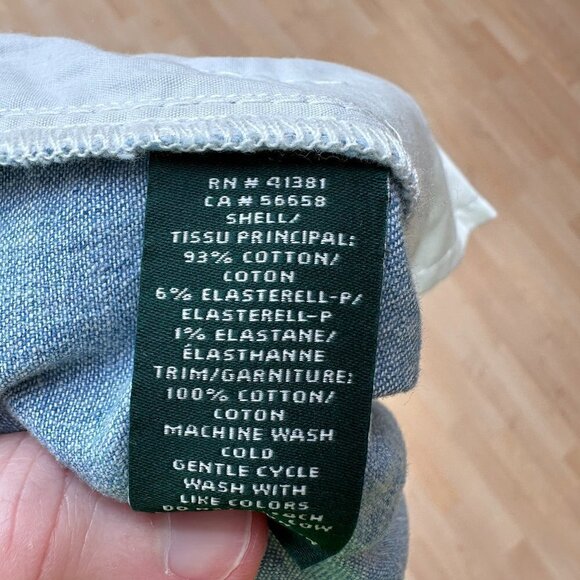 RN # 41381
CA # 56658
SHELL/
TISSU PRINCIPAL:
93% COTTON/
COTON
6% ELASTERELL-P/
ELASTERELL-P
1% ELASTANE/
ÉLASTHANNE
TRIM/GARNITURE:
100% COTTON/
COTON
MACHINE WASH
COLD
GENTLE CYCLE
WASH WITH
LIKE COLORS
DO